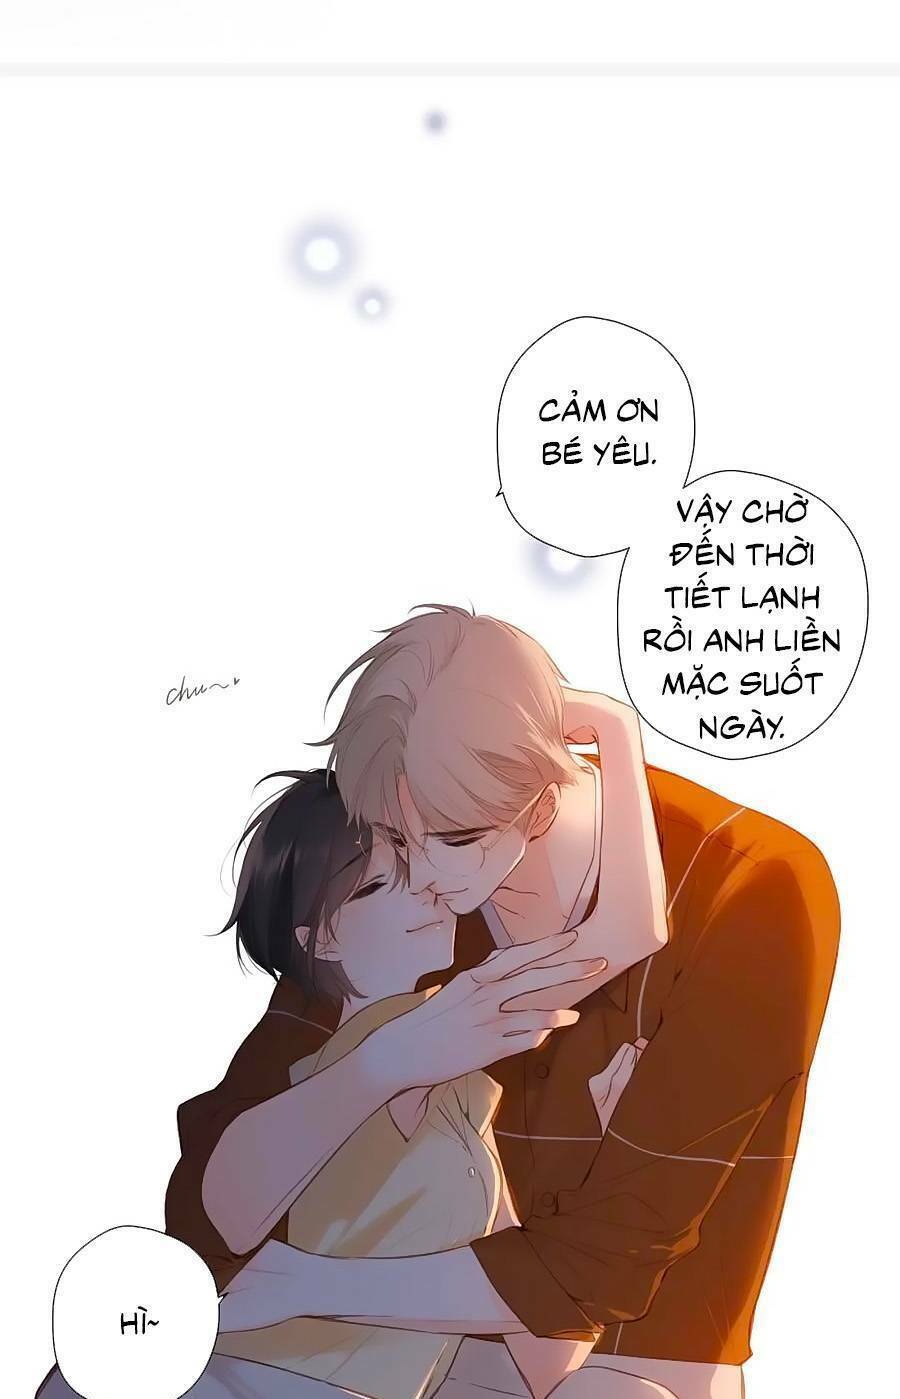 CẢM ƠN
BÉ YÊU.
VẬY CHỜ
ĐẾN THỜI
TIẾT LẠNH
RỒI ANH LIỀN
MẶC SUỐT
NGÀY.
chu~♥
HÌ~